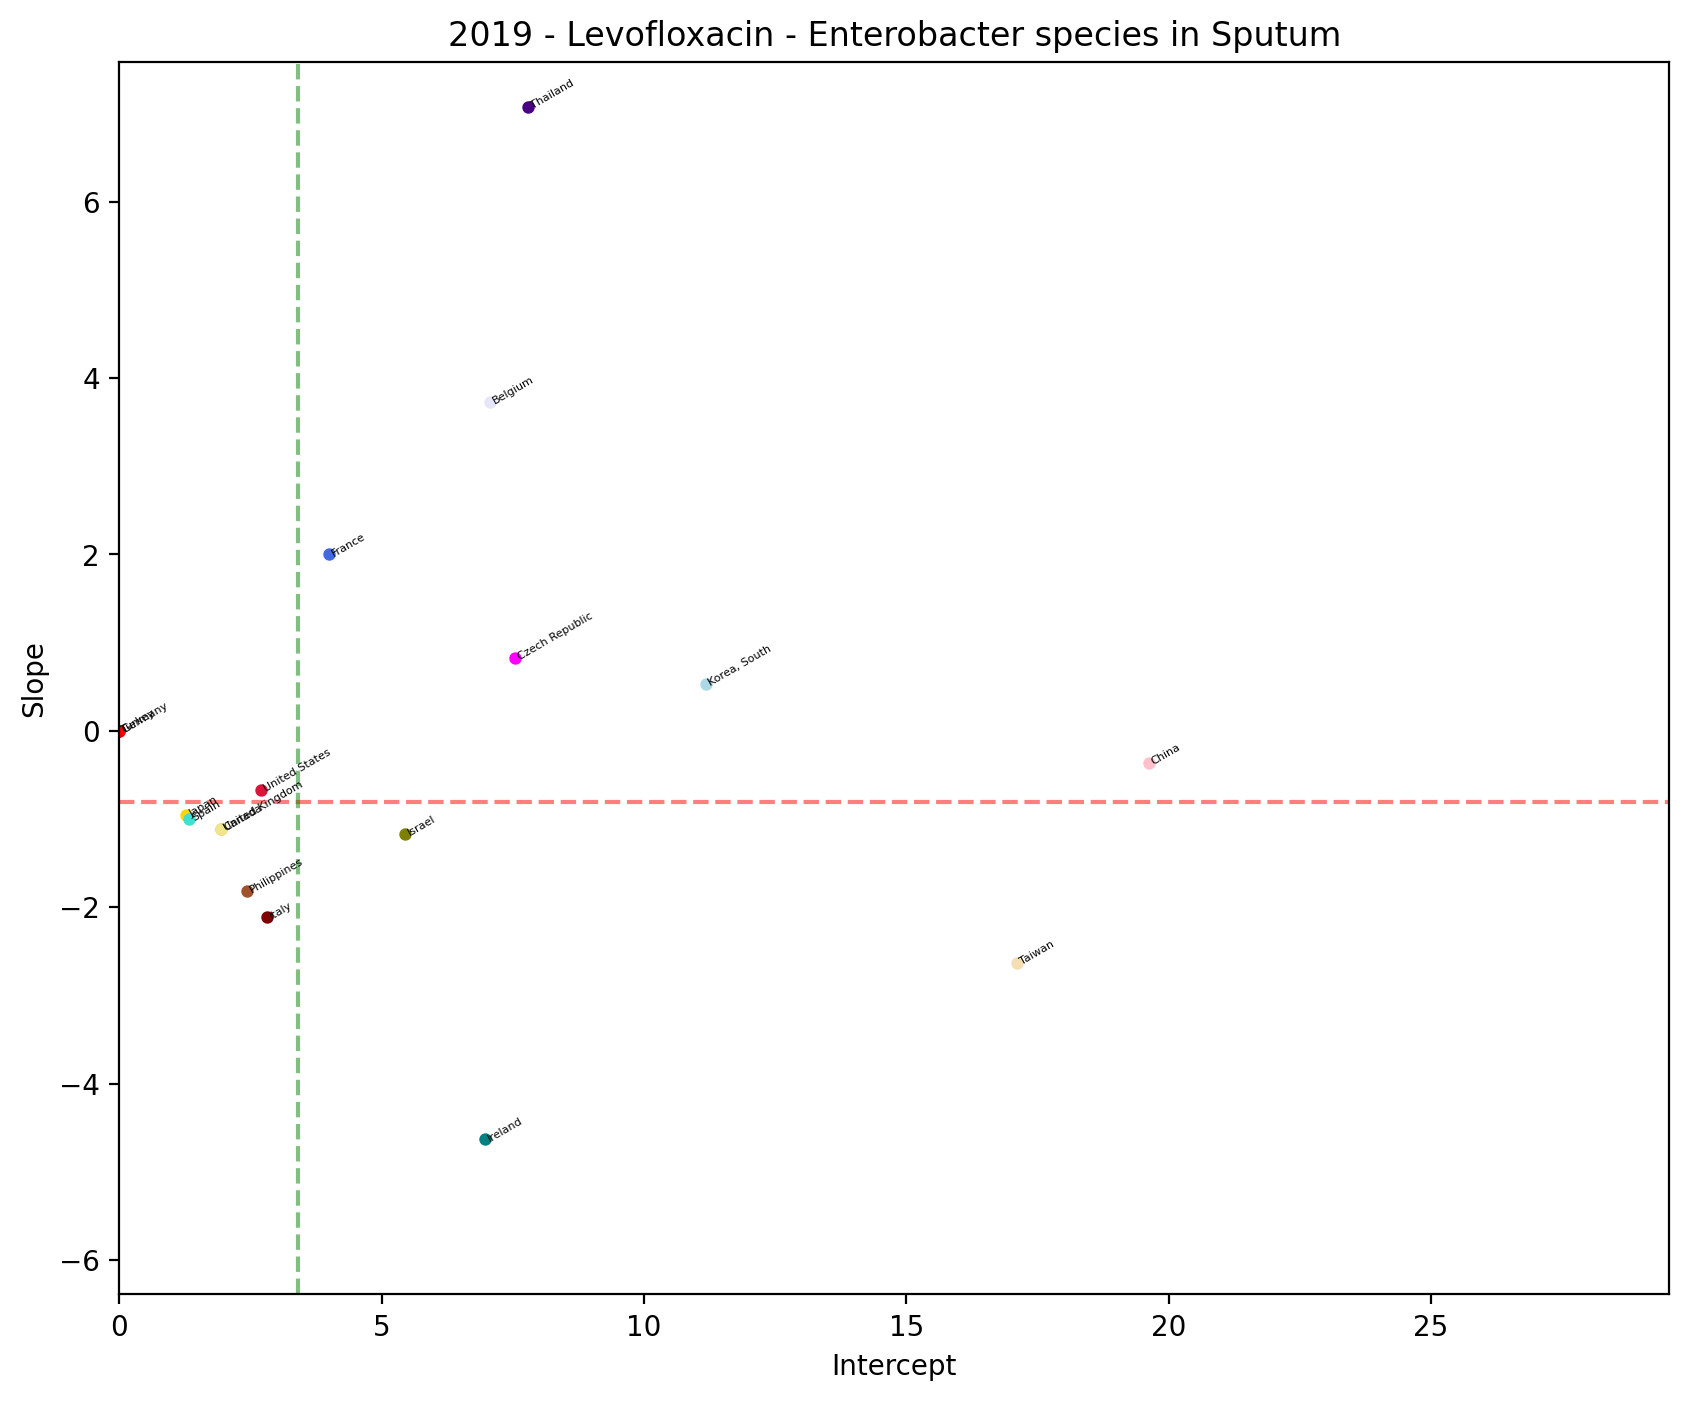 2019 - Levofloxacin - Enterobacter species in Sputum
Thailand
6
Belgium
4
France
2
Czech Republic
Korea, South
Slope
Germany
0
China
United States
United Kingdom
Japan
Spain
Israel
Philippines
Italy
−2
Taiwan
−4
Ireland
−6
0 5 10 15 20 25
Intercept